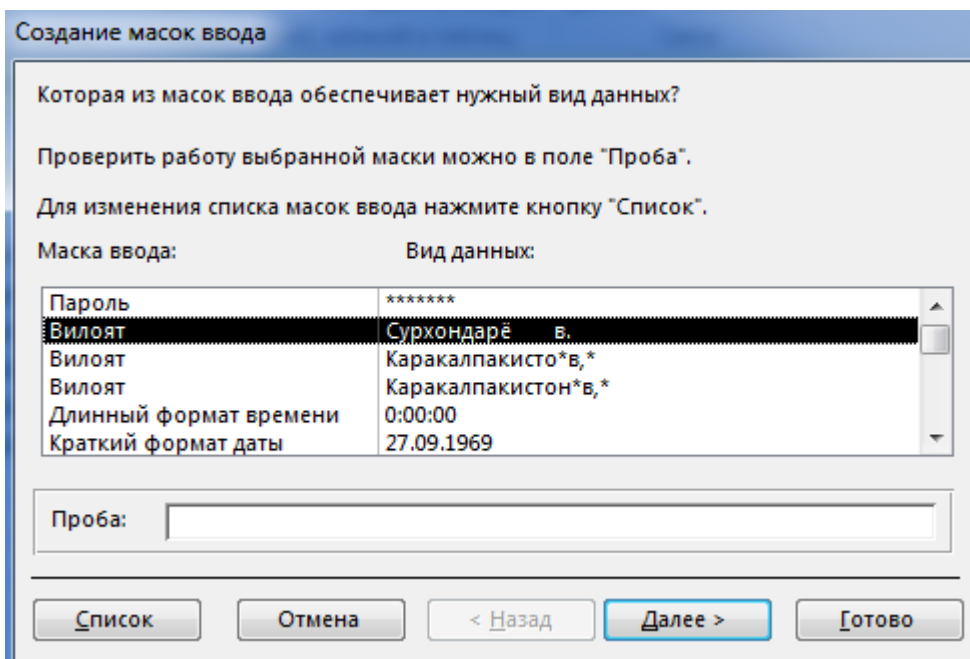 Создание масок ввода
Которая из масок ввода обеспечивает нужный вид данных?
Проверить работу выбранной маски можно в поле "Проба".
Для изменения списка масок ввода нажмите кнопку "Список".
Маска ввода: Вид данных:
Пароль *******
Вилоят Сурхондарё в.
Вилоят Каракалпакисто*в,*
Вилоят Каракалпакистон*в,*
Длинный формат времени 0:00:00
Краткий формат даты 27.09.1969
Проба:
Список Отмена < Назад Далее > Готово